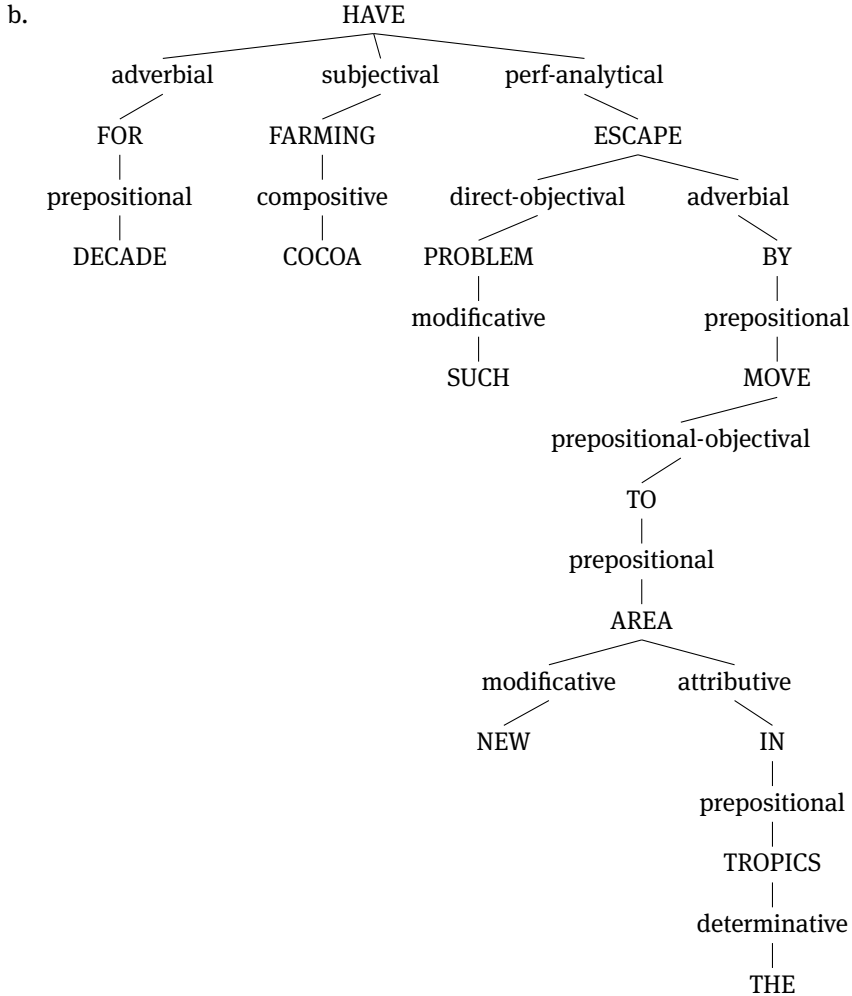 b.
HAVE
adverbial subjectival perf-analytical
FOR FARMING ESCAPE
prepositional compositive direct-objectival adverbial
DECADE COCOA PROBLEM BY
modificative prepositional
SUCH MOVE
prepositional-objectival
TO
prepositional
AREA
modificative attributive
NEW IN
prepositional
TROPICS
determinative
THE